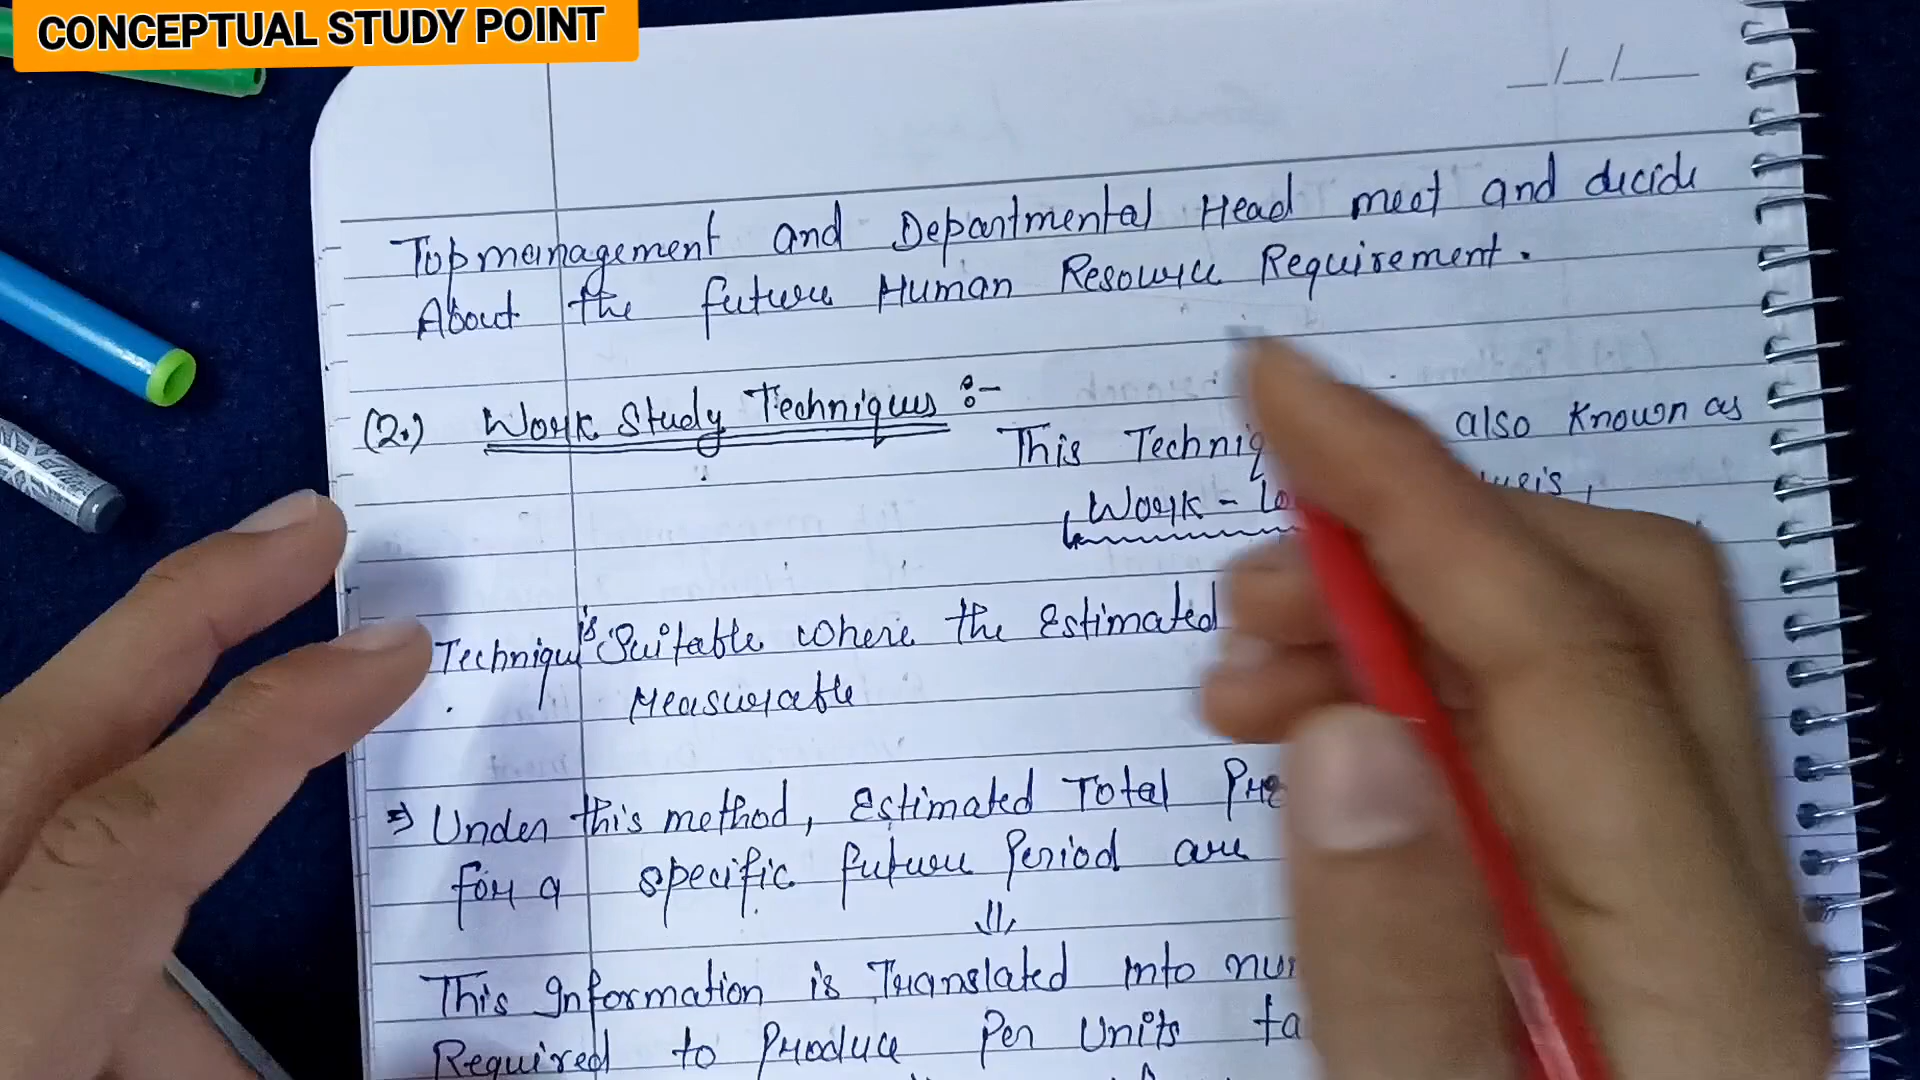 CONCEPTUAL STUDY POINT
Top management and Departmental Head meet and decide
About the future Human Resource Requirement.
(2.) Work Study Techniques :-
This Techniq also known as
Work - Lo
Technique is Suitable where the Estimated
Measurable
⇒ Under this method, Estimated Total
for a specific future Period are
⇓
This Information is Translated into
Required to Produce Per Units